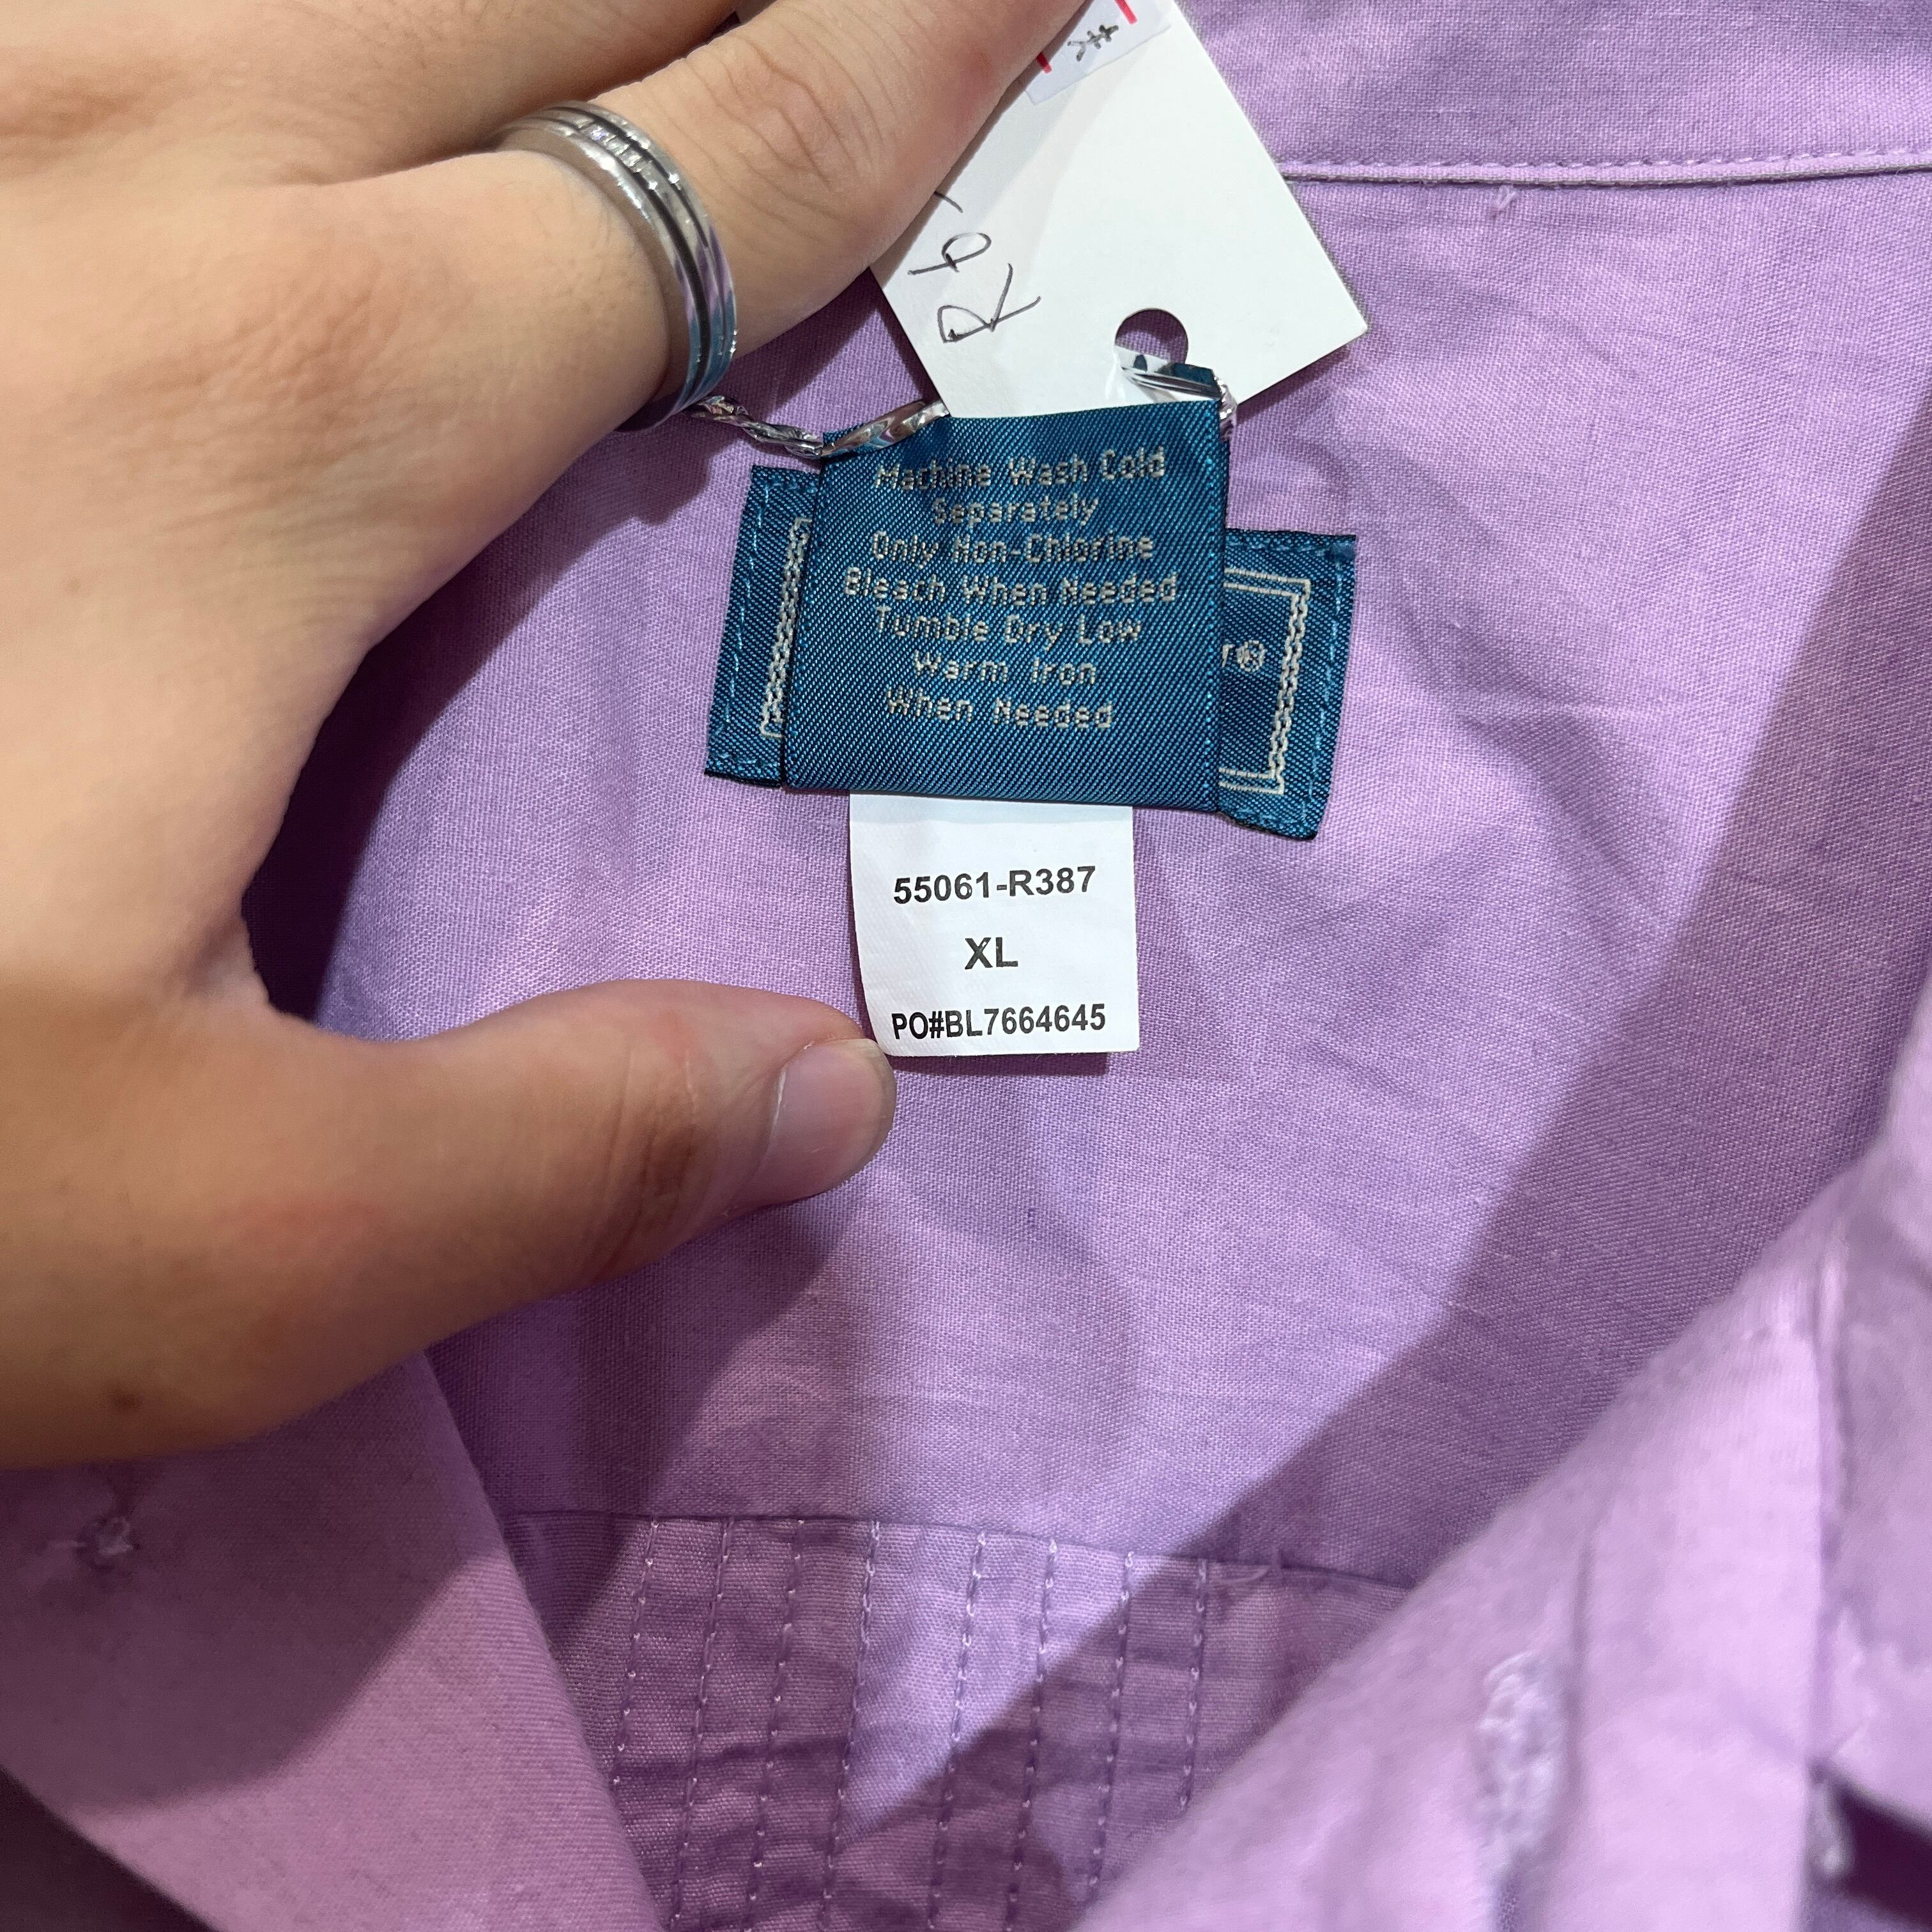 R6
Machine Wash Cold
Separately
Only Non-Chlorine
Bleach When Needed
Tumble Dry Low
Warm Iron
When Needed
r®
55061-R387
XL
PO#BL7664645